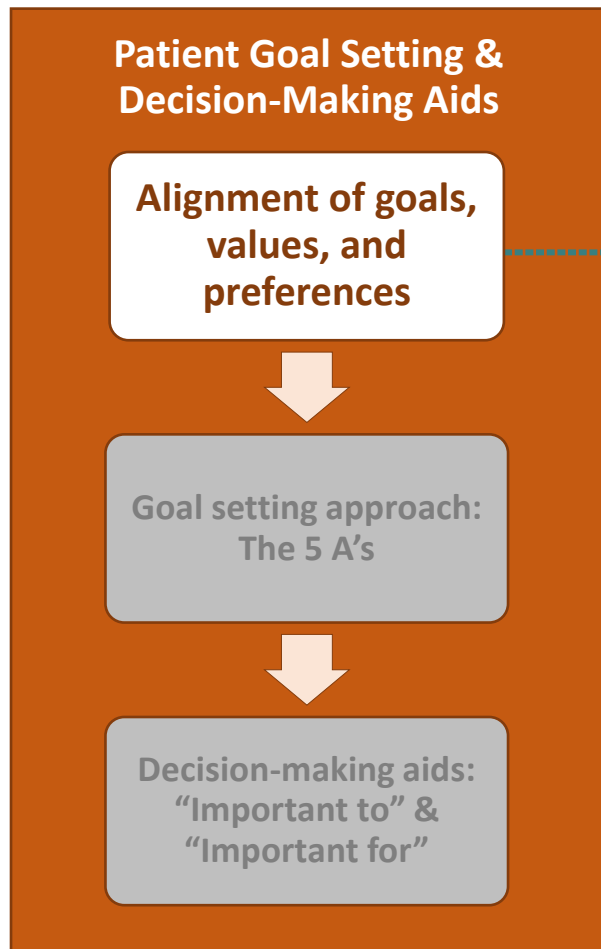 Patient Goal Setting &
Decision-Making Aids
Alignment of goals,
values, and
preferences
Goal setting approach:
The 5 A’s
Decision-making aids:
“Important to” &
“Important for”